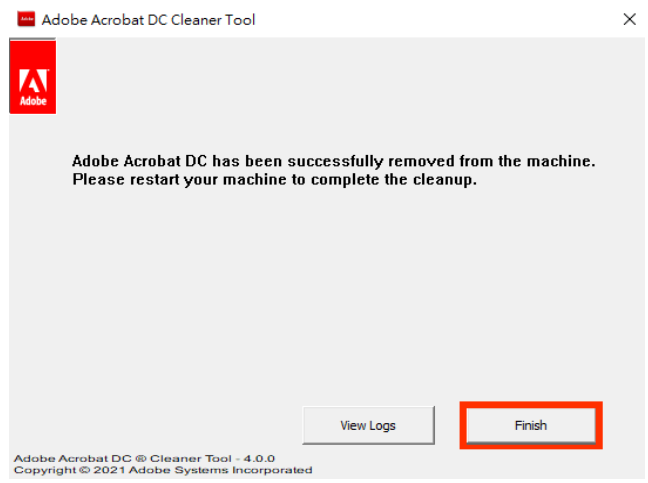 Adobe Acrobat DC Cleaner Tool
Adobe
Adobe Acrobat DC has been successfully removed from the machine.
Please restart your machine to complete the cleanup.
View Logs
Finish
Adobe Acrobat DC ® Cleaner Tool - 4.0.0
Copyright © 2021 Adobe Systems Incorporated